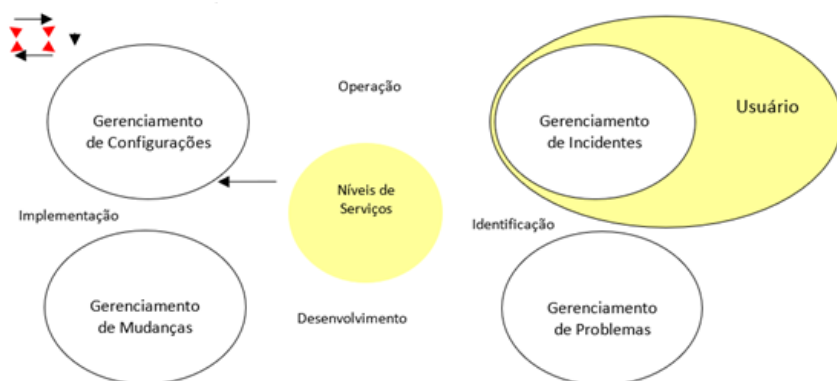 Operação
Gerenciamento
de Configurações
Gerenciamento
de Incidentes
Usuário
Níveis de
Serviços
Implementação
Identificação
Gerenciamento
de Mudanças
Desenvolvimento
Gerenciamento
de Problemas